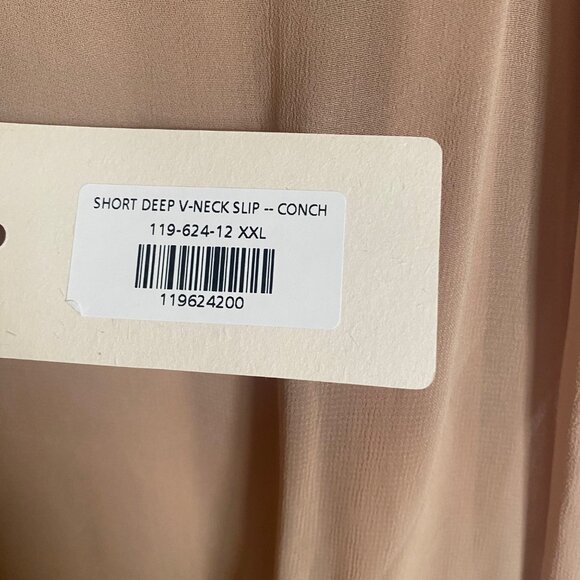 SHORT DEEP V-NECK SLIP -- CONCH
119-624-12 XXL
119624200